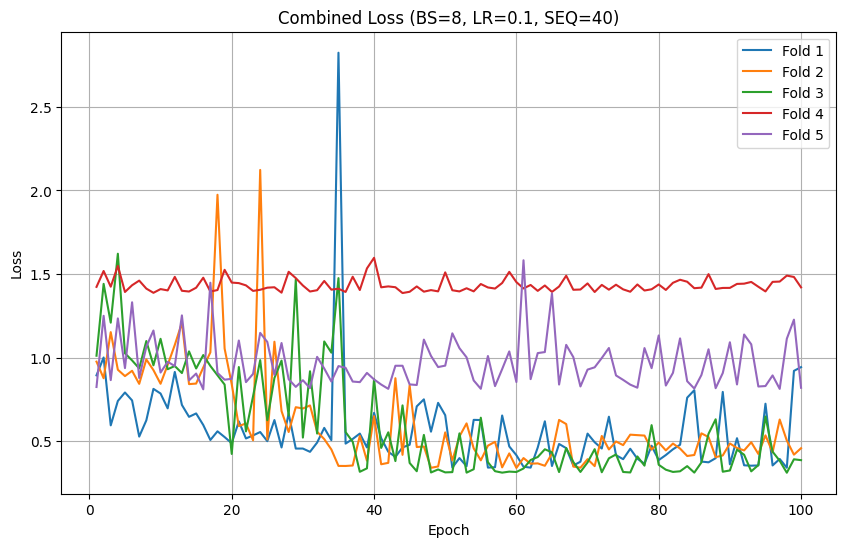 Combined Loss (BS=8, LR=0.1, SEQ=40)
Fold 1
Fold 2
Fold 3
Fold 4
Fold 5
2.5
2.0
1.5
1.0
0.5
Loss
0 20 40 60 80 100
Epoch